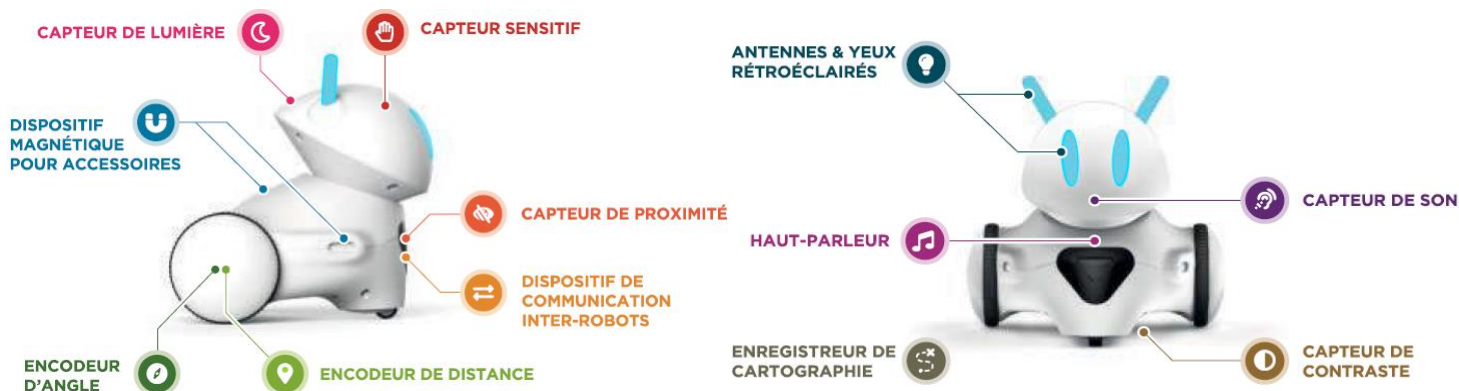 CAPTEUR DE LUMIÈRE
CAPTEUR SENSITIF
DISPOSITIF
MAGNÉTIQUE
POUR ACCESSOIRES
CAPTEUR DE PROXIMITÉ
DISPOSITIF DE
COMMUNICATION
INTER-ROBOTS
ENCODEUR
D'ANGLE
ENCODEUR DE DISTANCE
ANTENNES & YEUX
RÉTROÉCLAIRÉS
CAPTEUR DE SON
HAUT-PARLEUR
ENREGISTREUR DE
CARTOGRAPHIE
CAPTEUR DE
CONTRASTE